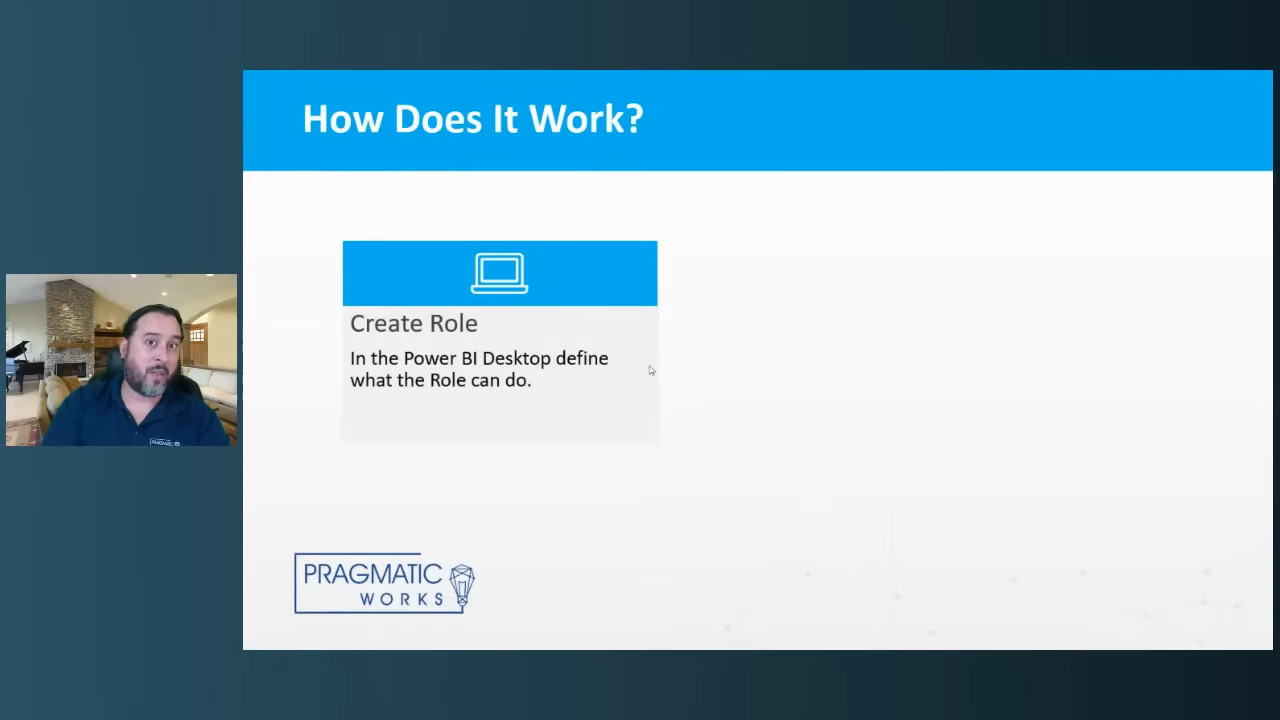 How Does It Work?
Create Role
In the Power BI Desktop define
what the Role can do.
PRAGMATIC
WORKS